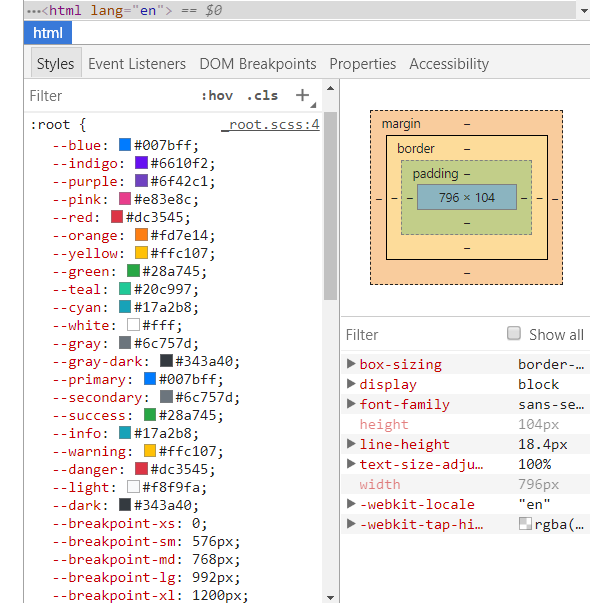 …<html lang="en"> == $0
html
Styles Event Listeners DOM Breakpoints Properties Accessibility
Filter :hov .cls +
:root { _root.scss:4
--blue: #007bff;
--indigo: #6610f2;
--purple: #6f42c1;
--pink: #e83e8c;
--red: #dc3545;
--orange: #fd7e14;
--yellow: #ffc107;
--green: #28a745;
--teal: #20c997;
--cyan: #17a2b8;
--white: #fff;
--gray: #6c757d;
--gray-dark: #343a40;
--primary: #007bff;
--secondary: #6c757d;
--success: #28a745;
--info: #17a2b8;
--warning: #ffc107;
--danger: #dc3545;
--light: #f8f9fa;
--dark: #343a40;
--breakpoint-xs: 0;
--breakpoint-sm: 576px;
--breakpoint-md: 768px;
--breakpoint-lg: 992px;
--breakpoint-xl: 1200px;
margin –
border –
padding –
– – – 796 × 104 – – –
–
–
–
Filter Show all
box-sizing border-…
display block
font-family sans-se…
height 104px
line-height 18.4px
text-size-adju… 100%
width 796px
-webkit-locale "en"
-webkit-tap-hi… rgba(…